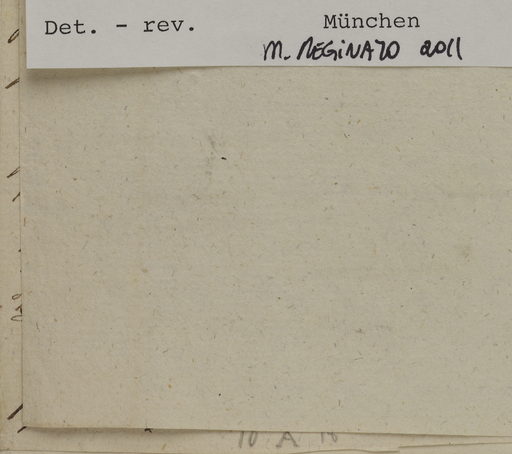 Det. - rev. München
M. REGINATO 2011